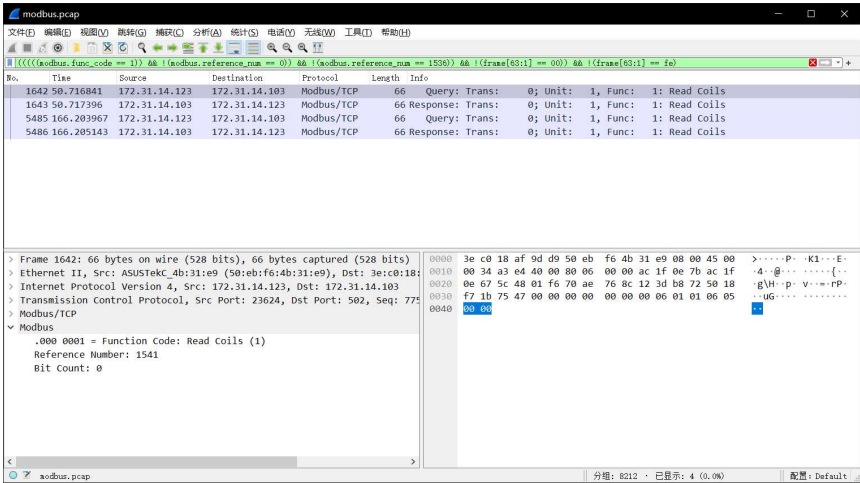 modbus.pcap
文件(F) 编辑(E) 视图(V) 跳转(G) 捕获(C) 分析(A) 统计(S) 电话(Y) 无线(W) 工具(T) 帮助(H)
(((((modbus.func_code == 1)) && !(modbus.reference_num == 0)) && !(modbus.reference_num == 1536)) && !(frame[63:1] == 00)) && !(frame[63:1] == fe)
No. Time Source Destination Protocol Length Info
1642 50.716841 172.31.14.123 172.31.14.103 Modbus/TCP 66 Query: Trans: 0; Unit: 1, Func: 1: Read Coils
1643 50.717396 172.31.14.103 172.31.14.123 Modbus/TCP 66 Response: Trans: 0; Unit: 1, Func: 1: Read Coils
5485 166.203967 172.31.14.123 172.31.14.103 Modbus/TCP 66 Query: Trans: 0; Unit: 1, Func: 1: Read Coils
5486 166.205143 172.31.14.103 172.31.14.123 Modbus/TCP 66 Response: Trans: 0; Unit: 1, Func: 1: Read Coils
Frame 1642: 66 bytes on wire (528 bits), 66 bytes captured (528 bits)
Ethernet II, Src: ASUSTekC_4b:31:e9 (50:eb:f6:4b:31:e9), Dst: 3e:c0:18:
Internet Protocol Version 4, Src: 172.31.14.123, Dst: 172.31.14.103
Transmission Control Protocol, Src Port: 23624, Dst Port: 502, Seq: 775
Modbus/TCP
Modbus
.000 0001 = Function Code: Read Coils (1)
Reference Number: 1541
Bit Count: 0
0000 3e c0 18 af 9d d9 50 eb f6 4b 31 e9 08 00 45 00 >·····P· ·K1···E·
0010 00 34 a3 e4 40 00 80 06 00 00 ac 1f 0e 7b ac 1f ·4··@··· ·····{··
0020 0e 67 5c 48 01 f6 70 ae 76 8c 12 3d b8 72 50 18 ·g\H··p· v··=·rP·
0030 f7 1b 75 47 00 00 00 00 00 00 00 06 01 01 06 05 ··uG···· ········
0040 00 00 ··
modbus.pcap 分组: 8212 · 已显示: 4 (0.0%) 配置: Default